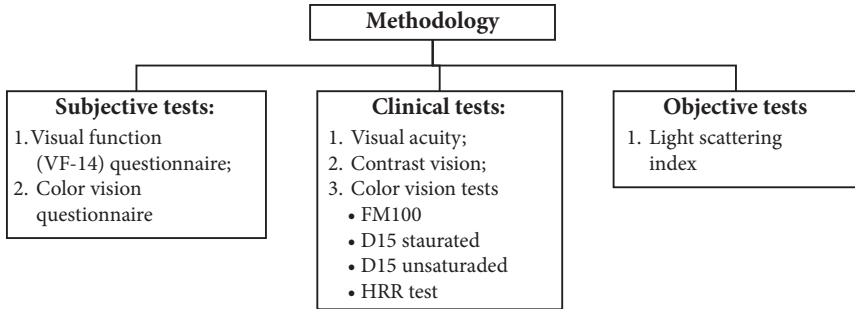 Methodology
Subjective tests:
1. Visual function
(VF-14) questionnaire;
2. Color vision
questionnaire
Clinical tests:
1. Visual acuity;
2. Contrast vision;
3. Color vision tests
• FM100
• D15 staurated
• D15 unsaturaded
• HRR test
Objective tests
1. Light scattering
index